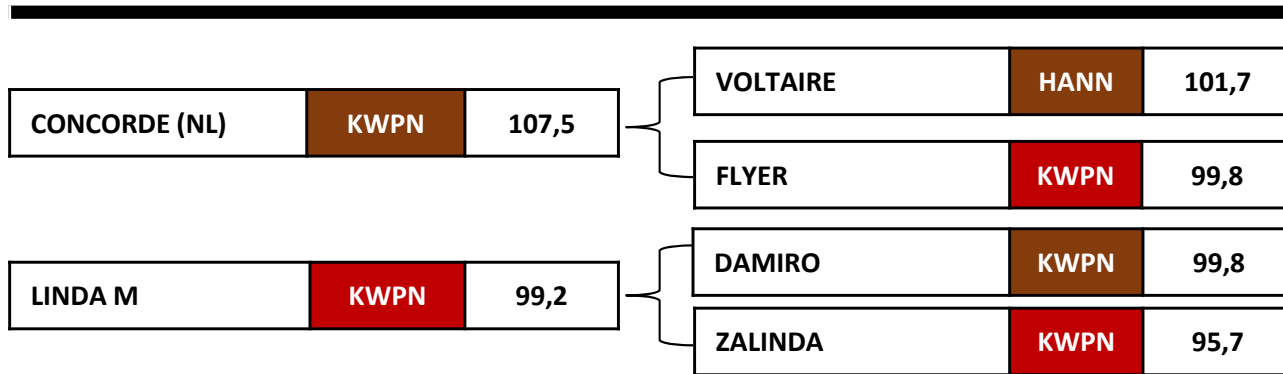 VOLTAIRE HANN 101,7
CONCORDE (NL) KWPN 107,5
FLYER KWPN 99,8
DAMIRO KWPN 99,8
LINDA M KWPN 99,2
ZALINDA KWPN 95,7